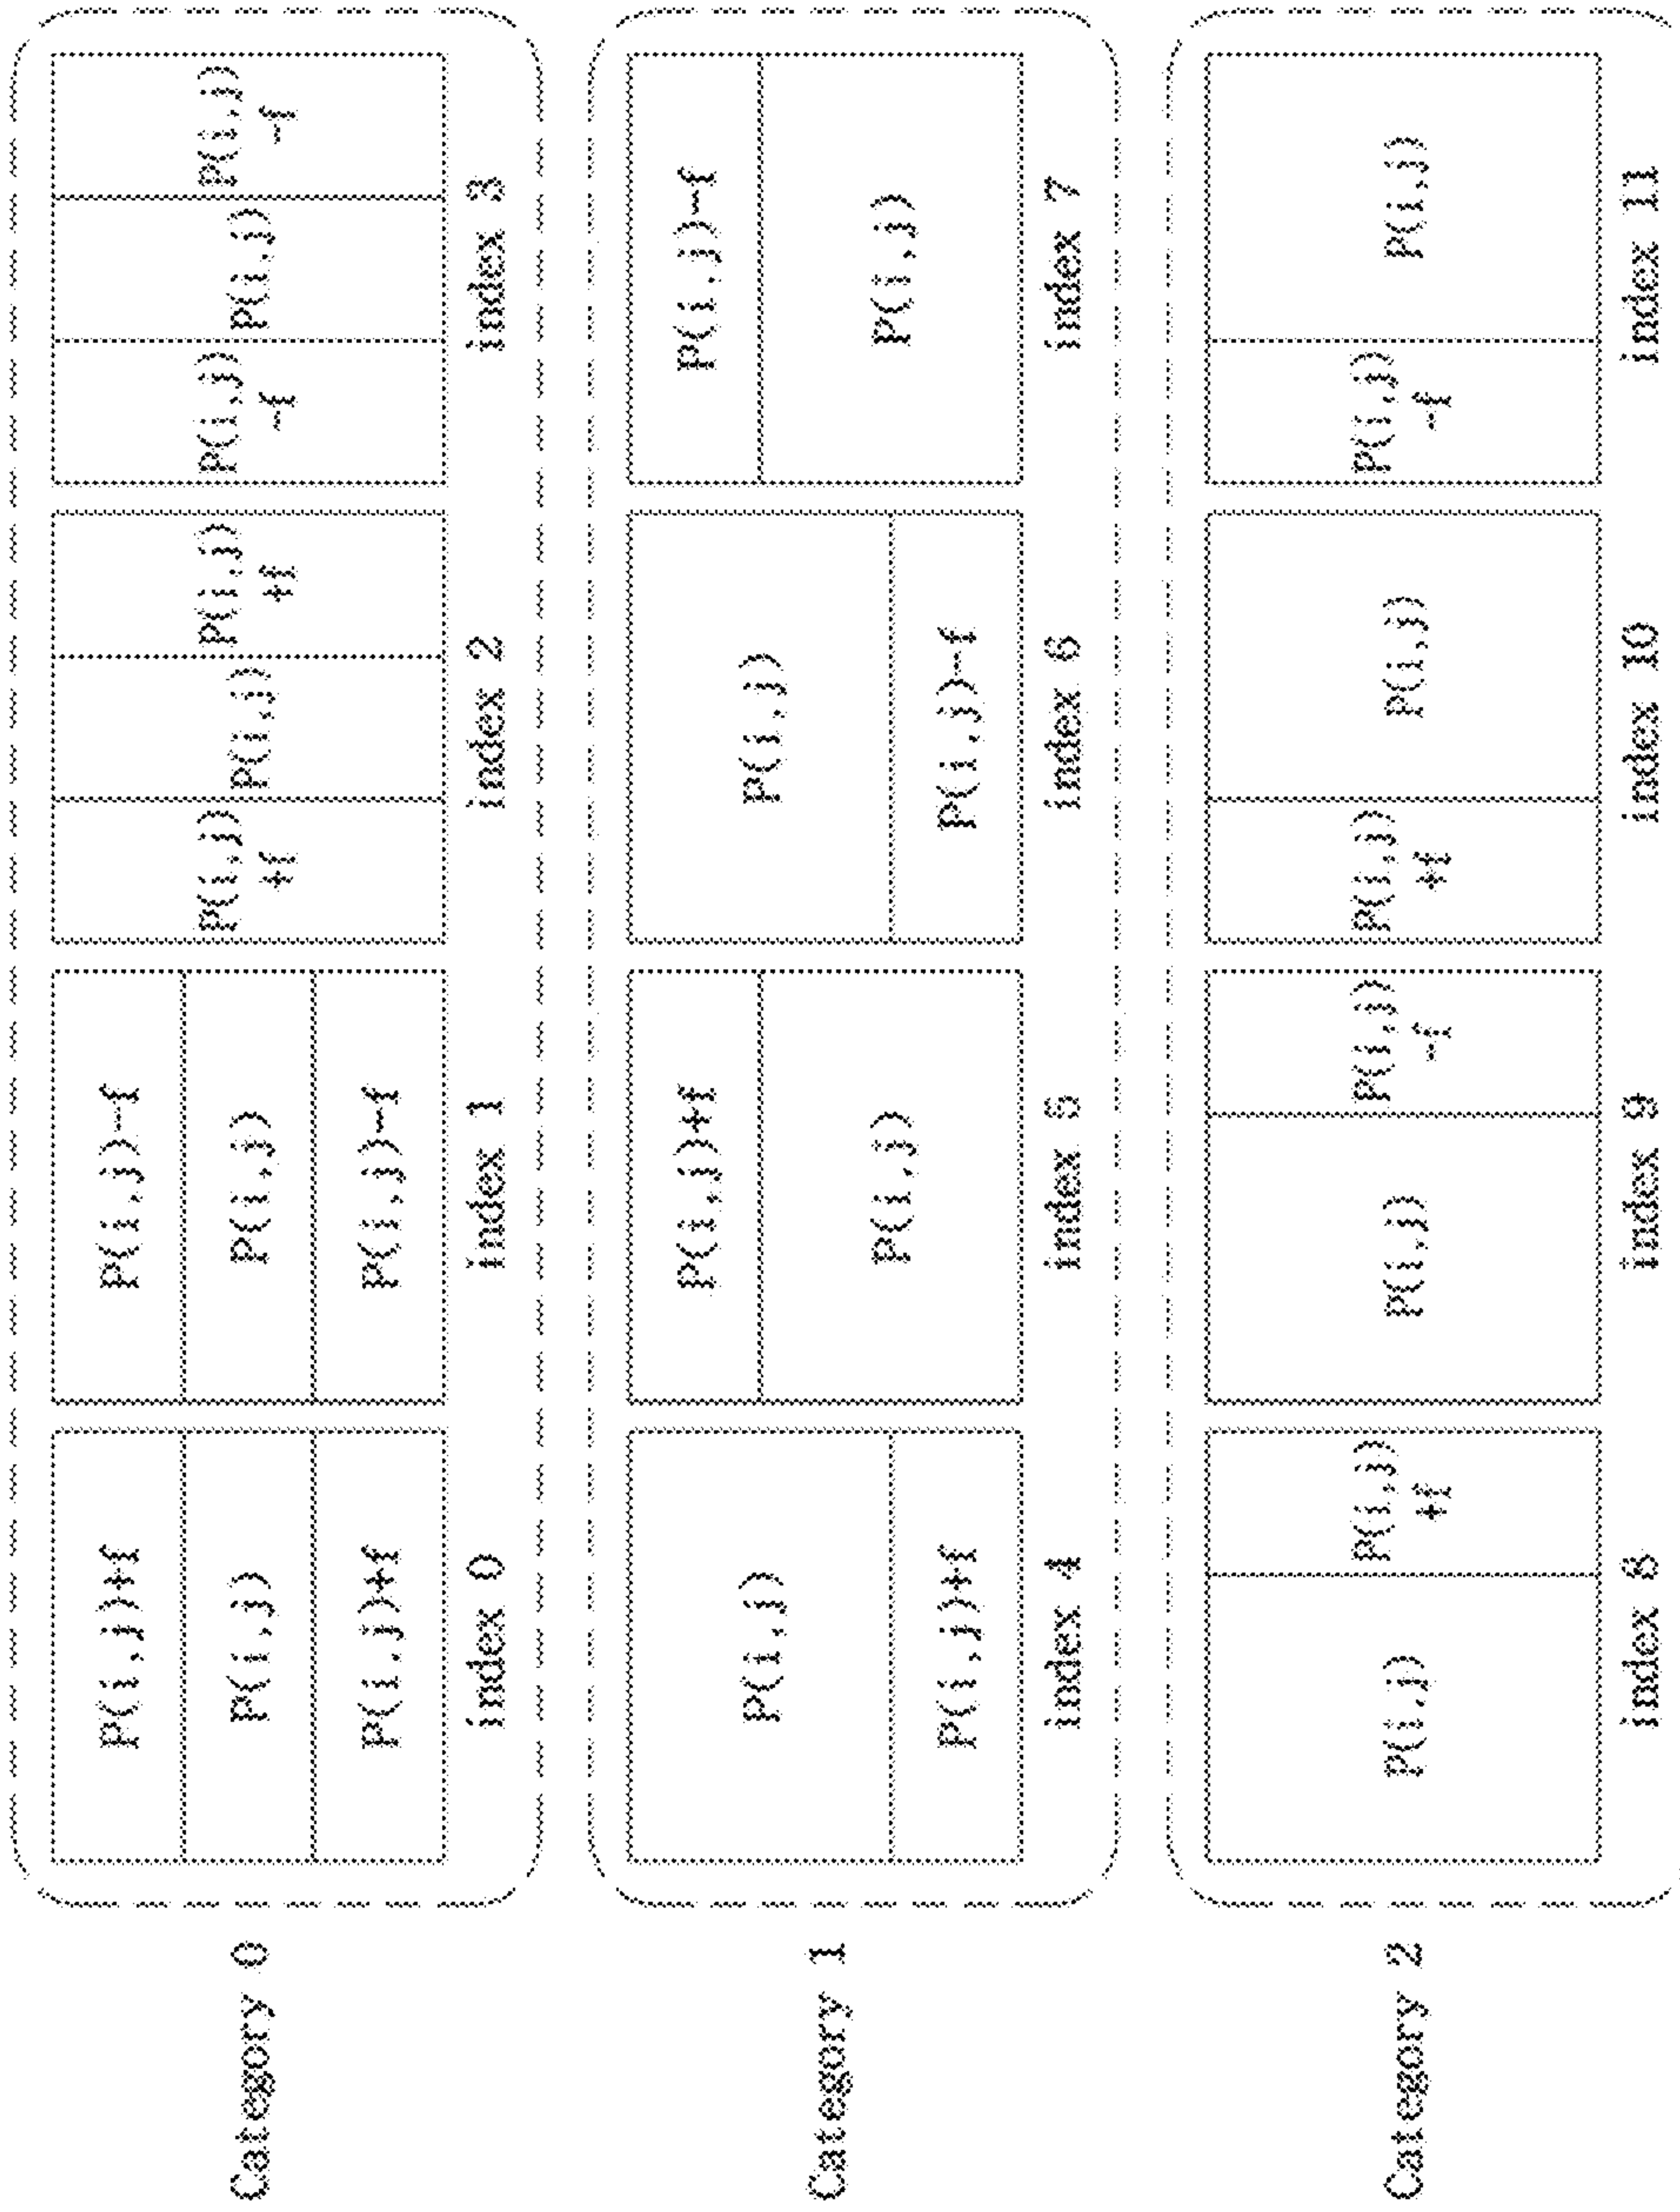 Category 0
P(i,j)+f
P(i,j)
P(i,j)+f
index 0
P(i,j)-f
P(i,j)
P(i,j)-f
index 1
P(i,j)
+f
P(i,j)
P(i,j)
+f
index 2
P(i,j)
-f
P(i,j)
P(i,j)
-f
index 3
Category 1
P(i,j)
P(i,j)+f
index 4
P(i,j)+f
P(i,j)
index 5
P(i,j)
P(i,j)-f
index 6
P(i,j)-f
P(i,j)
index 7
Category 2
P(i,j)
P(i,j)
+f
index 8
P(i,j)
P(i,j)
-f
index 9
P(i,j)
+f
P(i,j)
index 10
P(i,j)
-f
P(i,j)
index 11